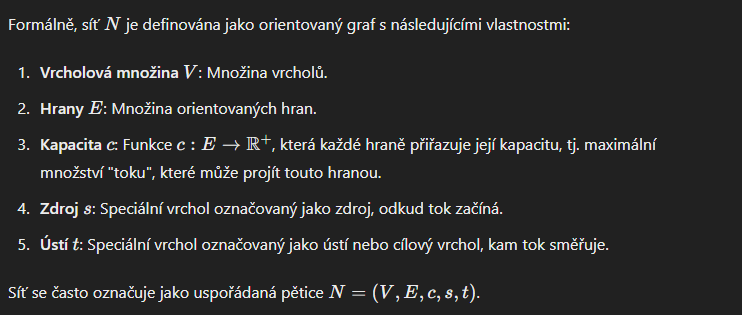 Formálně, síť N je definována jako orientovaný graf s následujícími vlastnostmi:
1. Vrcholová množina V: Množina vrcholů.
2. Hrany E: Množina orientovaných hran.
3. Kapacita c: Funkce c : E → ℝ⁺, která každé hraně přiřazuje její kapacitu, tj. maximální
množství "toku", které může projít touto hranou.
4. Zdroj s: Speciální vrchol označovaný jako zdroj, odkud tok začíná.
5. Ústí t: Speciální vrchol označovaný jako ústí nebo cílový vrchol, kam tok směřuje.
Síť se často označuje jako uspořádaná pětice N = (V, E, c, s, t).